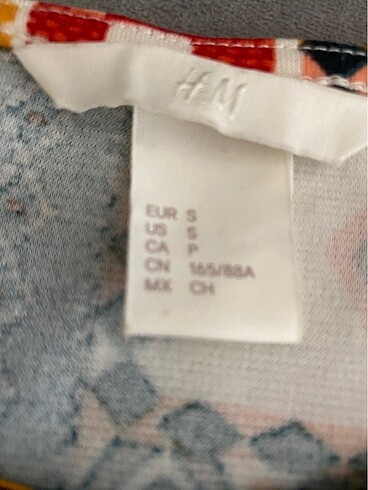 H&M
EUR S
US S
CA P
CN 165/88A
MX CH